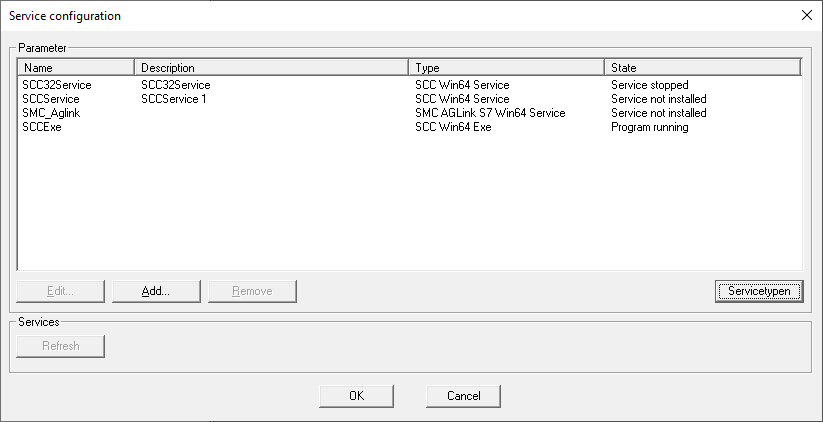 Service configuration
Parameter
Name Description Type State
SCC32Service SCC32Service SCC Win64 Service Service stopped
SCCService SCCService 1 SCC Win64 Service Service not installed
SMC_Aglink SMC AGLink S7 Win64 Service Service not installed
SCCExe SCC Win64 Exe Program running
Edit... Add... Remove Servicetypen
Services
Refresh
OK Cancel